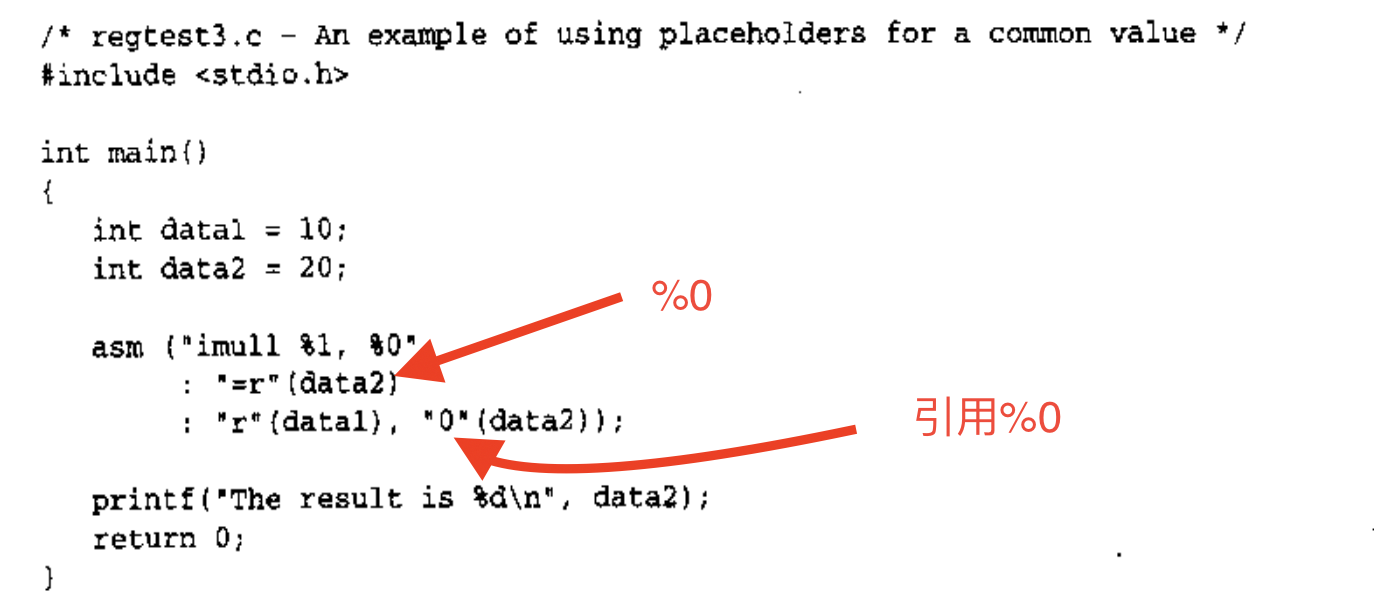 /* regtest3.c - An example of using placeholders for a common value */
#include <stdio.h>
int main()
{
int data1 = 10;
int data2 = 20;
%0
asm ("imull %1, %0"
: "=r"(data2)
: "r"(data1), "0"(data2));
引用%0
printf("The result is %d\n", data2);
return 0;
}